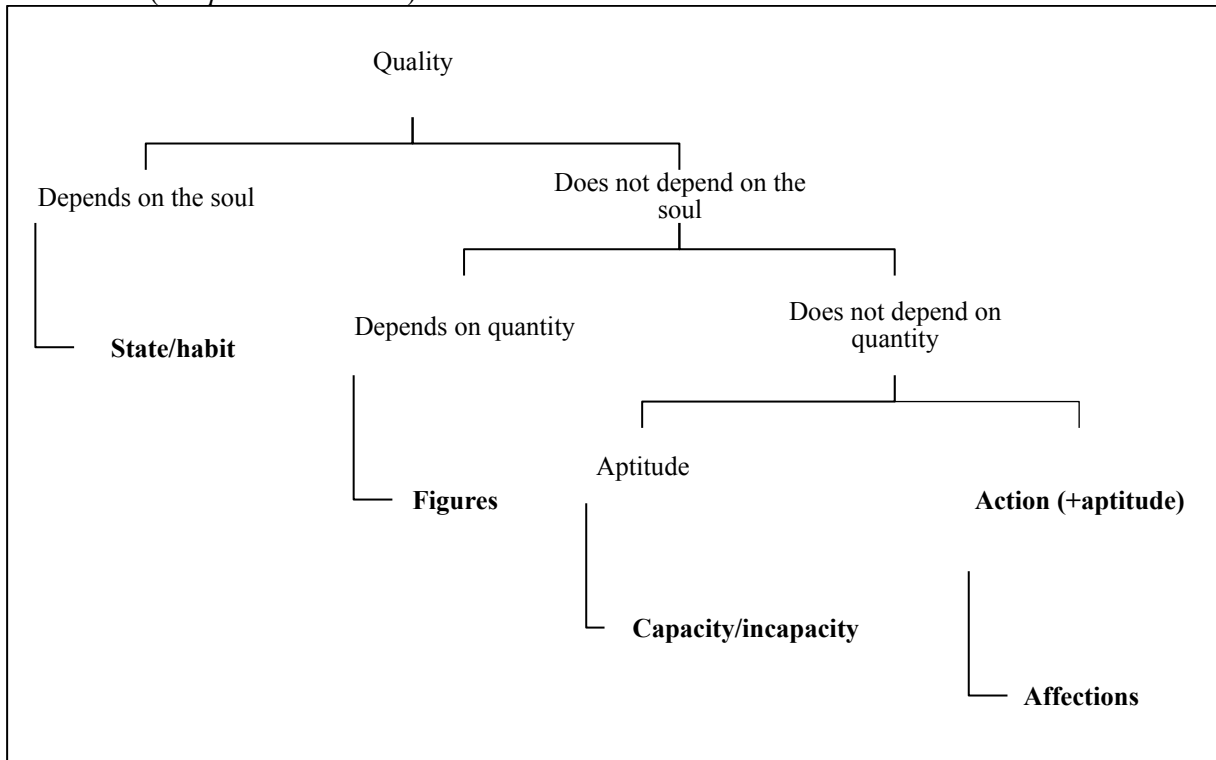 Quality
Depends on the soul
Does not depend on the
soul
Depends on quantity
Does not depend on
quantity
State/habit
Aptitude
Figures
Action (+aptitude)
Capacity/incapacity
Affections